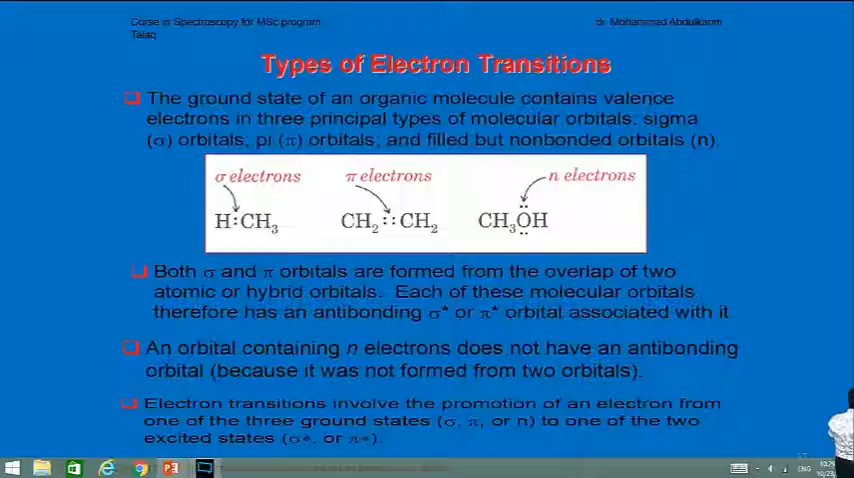 Corse in Spectroscopy for MSc program
dr. Mohammad Abdulkarim
Talaq
Types of Electron Transitions
The ground state of an organic molecule contains valence
electrons in three principal types of molecular orbitals: sigma
(σ) orbitals; pi (π) orbitals; and filled but nonbonded orbitals (n).
σ electrons
π electrons
n electrons
H:CH₃
CH₂::CH₂
CH₃ÖH
Both σ and π orbitals are formed from the overlap of two
atomic or hybrid orbitals. Each of these molecular orbitals
therefore has an antibonding σ* or π* orbital associated with it.
An orbital containing n electrons does not have an antibonding
orbital (because it was not formed from two orbitals).
Electron transitions involve the promotion of an electron from
one of the three ground states (σ, π, or n) to one of the two
excited states (σ*, or π*).
ENG
10:29